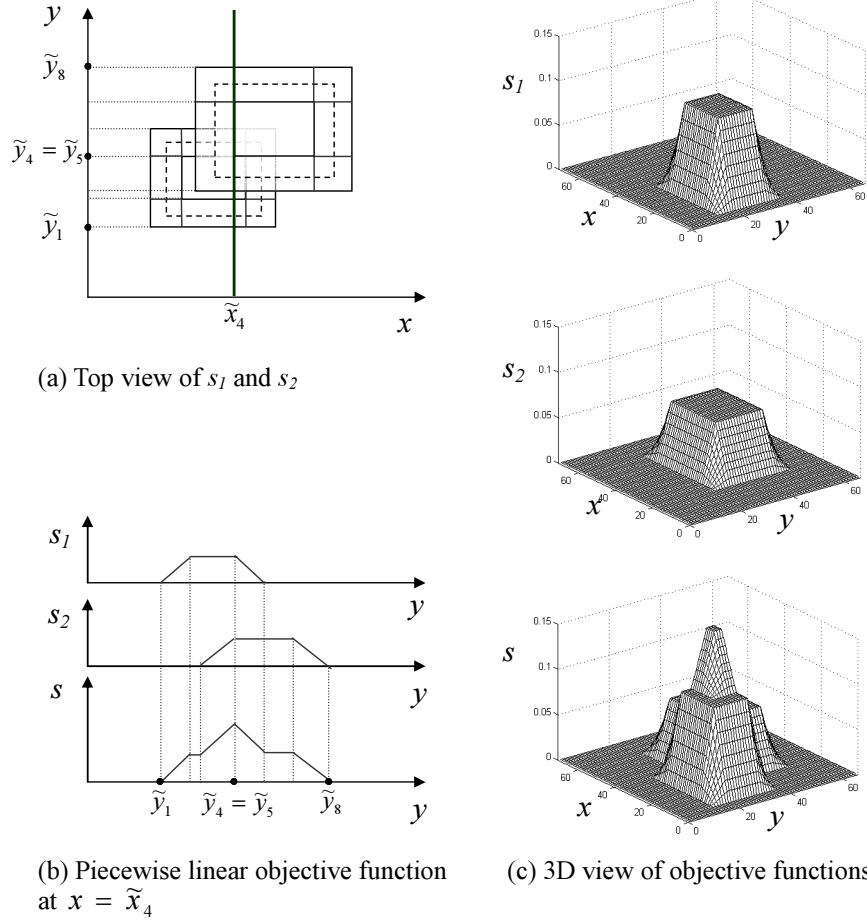 y
ỹ₈
ỹ₄ = ỹ₅
ỹ₁
x̃₄
x
(a) Top view of s₁ and s₂
s₁
y
s₂
y
s
ỹ₁
ỹ₄ = ỹ₅
ỹ₈
y
(b) Piecewise linear objective function
at x = x̃₄
s₁
0.15
0.1
0.05
0
60
40
20
0
0
20
40
60
x
y
s₂
0.15
0.1
0.05
0
60
40
20
0
0
20
40
60
x
y
s
0.15
0.1
0.05
0
60
40
20
0
0
20
40
60
x
y
(c) 3D view of objective functions